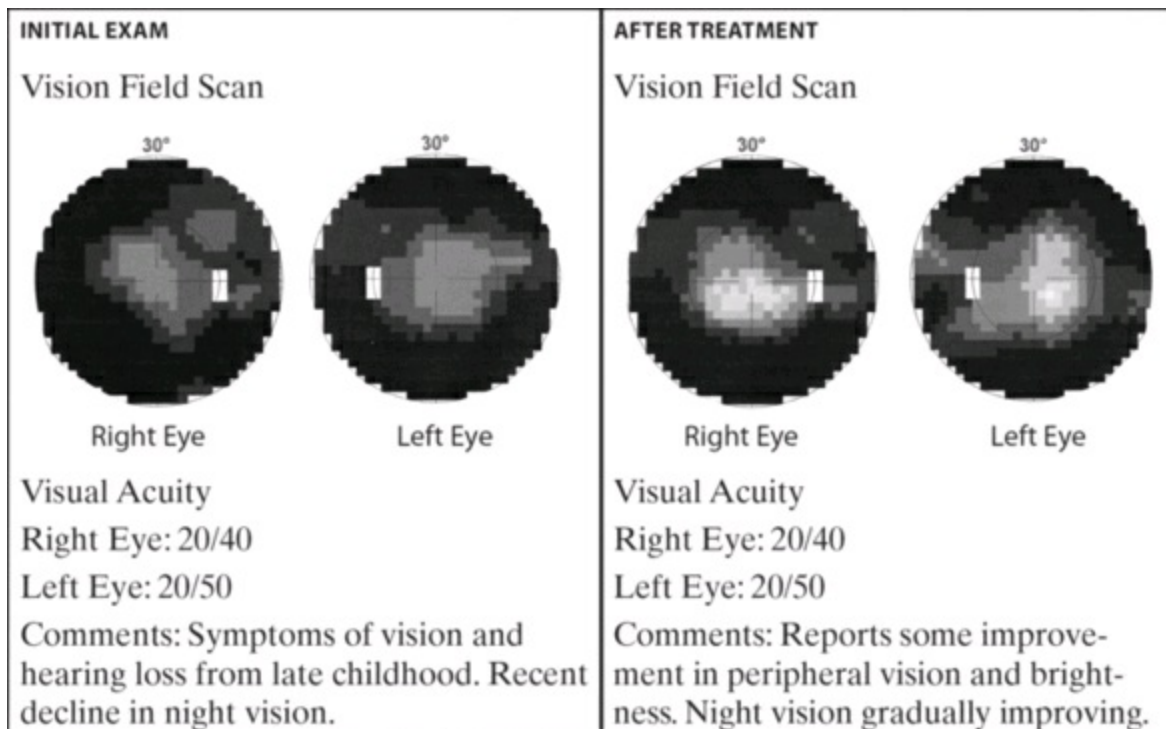 INITIAL EXAM
Vision Field Scan
30°
30°
Right Eye
Left Eye
Visual Acuity
Right Eye: 20/40
Left Eye: 20/50
Comments: Symptoms of vision and
hearing loss from late childhood. Recent
decline in night vision.
AFTER TREATMENT
Vision Field Scan
30°
30°
Right Eye
Left Eye
Visual Acuity
Right Eye: 20/40
Left Eye: 20/50
Comments: Reports some improve-
ment in peripheral vision and bright-
ness. Night vision gradually improving.